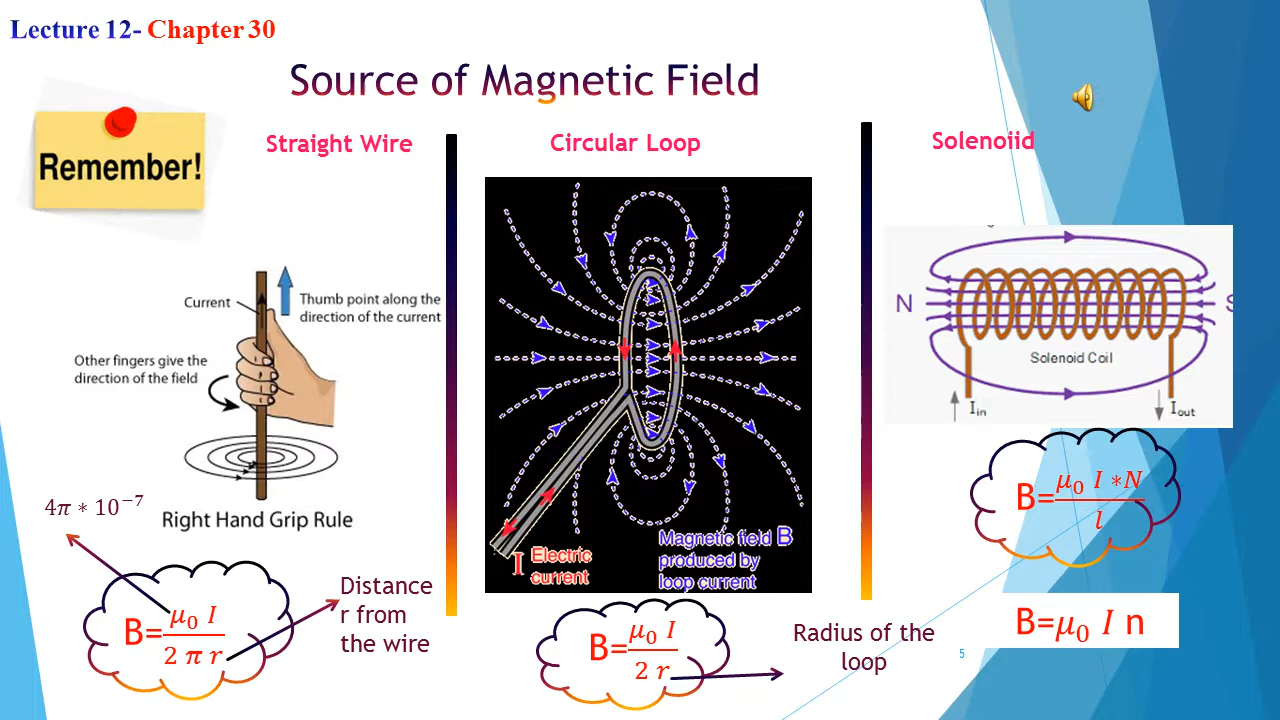 Lecture 12- Chapter 30
Source of Magnetic Field
Remember!
Straight Wire
Current
Thumb point along the
direction of the current
Other fingers give the
direction of the field
Right Hand Grip Rule
4π ∗ 10⁻⁷
B=μ₀ I / 2 π r
Distance
r from
the wire
Circular Loop
I Electric
current
Magnetic field B
produced by
loop current
B=μ₀ I / 2 r
Radius of the
loop
Solenoiid
N
S
Solenoid Coil
Iin
Iout
B=μ₀ I ∗N / l
B=μ₀ I n
5